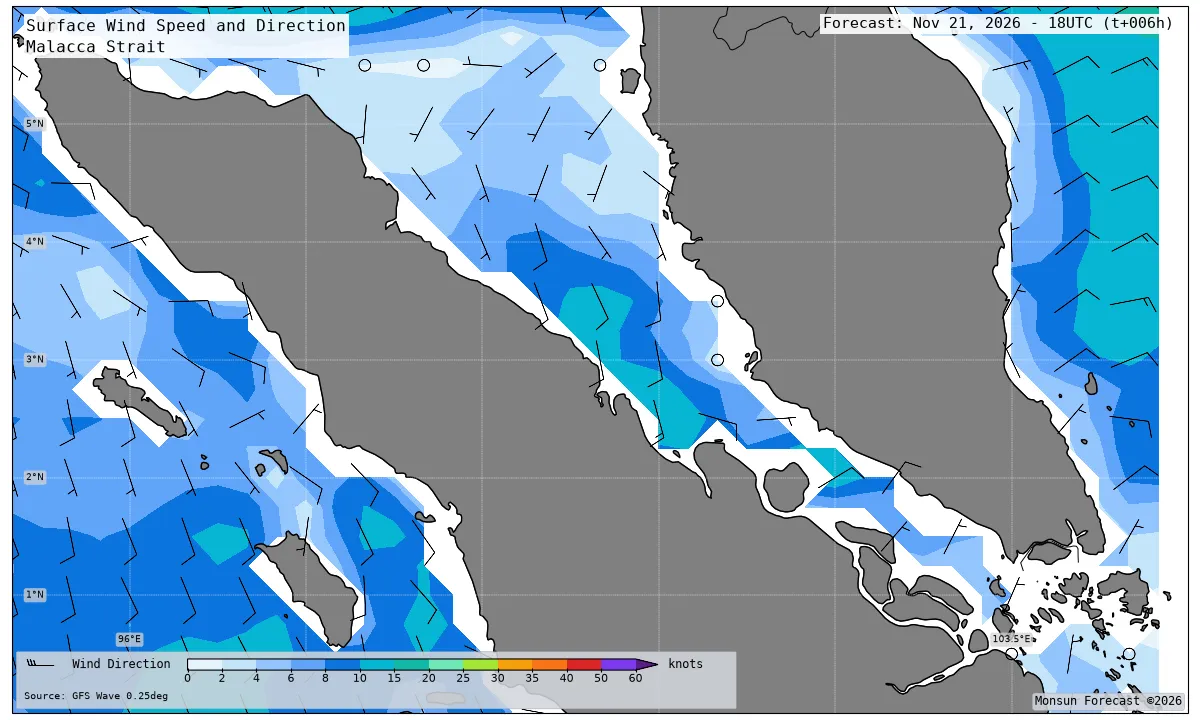 Surface Wind Speed and Direction
Malacca Strait
Forecast: Nov 21, 2026 - 18UTC (t+006h)
5°N
4°N
3°N
2°N
1°N
96°E
103.5°E
Wind Direction
knots
0 2 4 6 8 10 15 20 25 30 35 40 50 60
Source: GFS Wave 0.25deg
Monsun Forecast ©2026